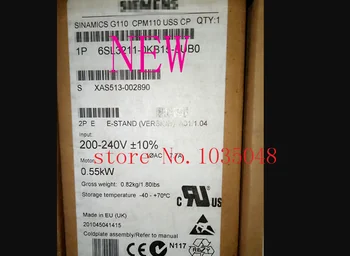 SIEMENS
SINAMICS G110 CPM110 USS CP QTY:1
1P 6SL3211-0KB15-5UB0
NEW
S XAS513-002890
2P E E-STAND (VERSION) A01/1.04
Input:
200-240V ±10%
1ØAC
store No. 1035048
Motor:
0.55kW
Gross weight: 0.82kg/1.80lbs
Storage temperature -40 - +70°C
Made in EU (UK)
201045041415
Coldplate assembly/Refer to manual
N117